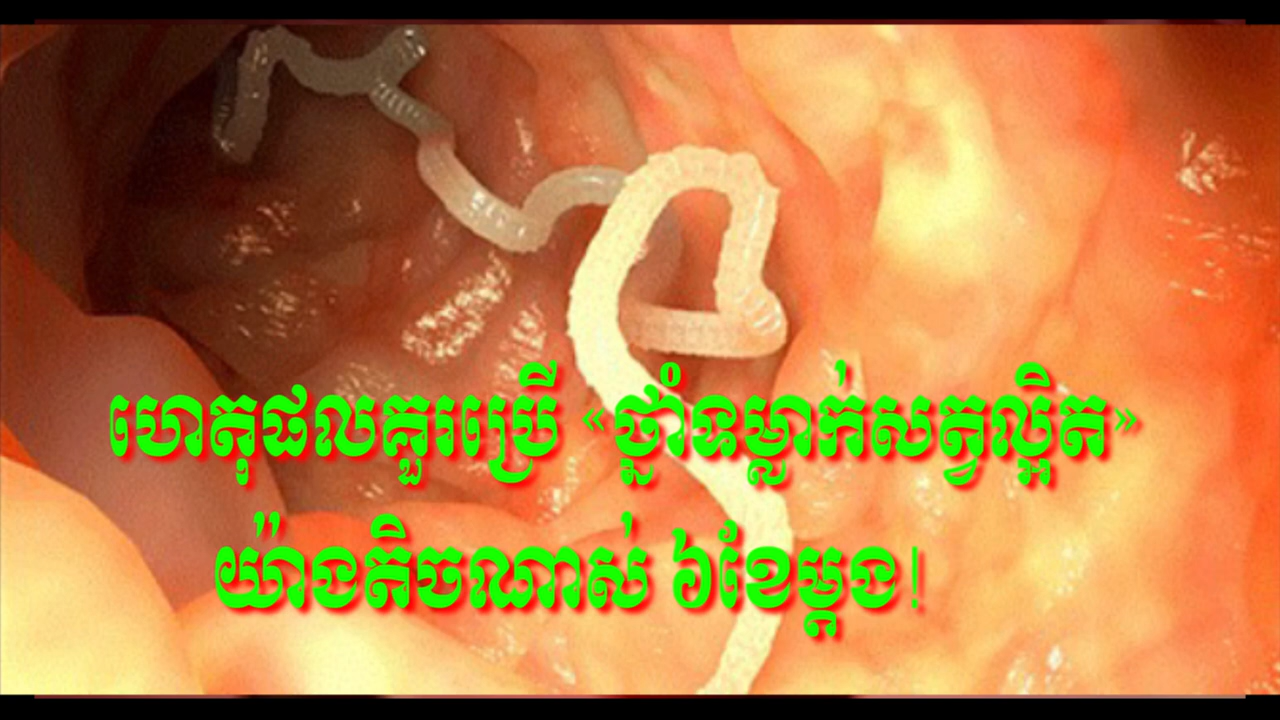 ហេតុផលគួរប្រើ «ថ្នាំទម្លាក់សត្វល្អិត»
យ៉ាងតិចណាស់ ៦ខែម្តង!